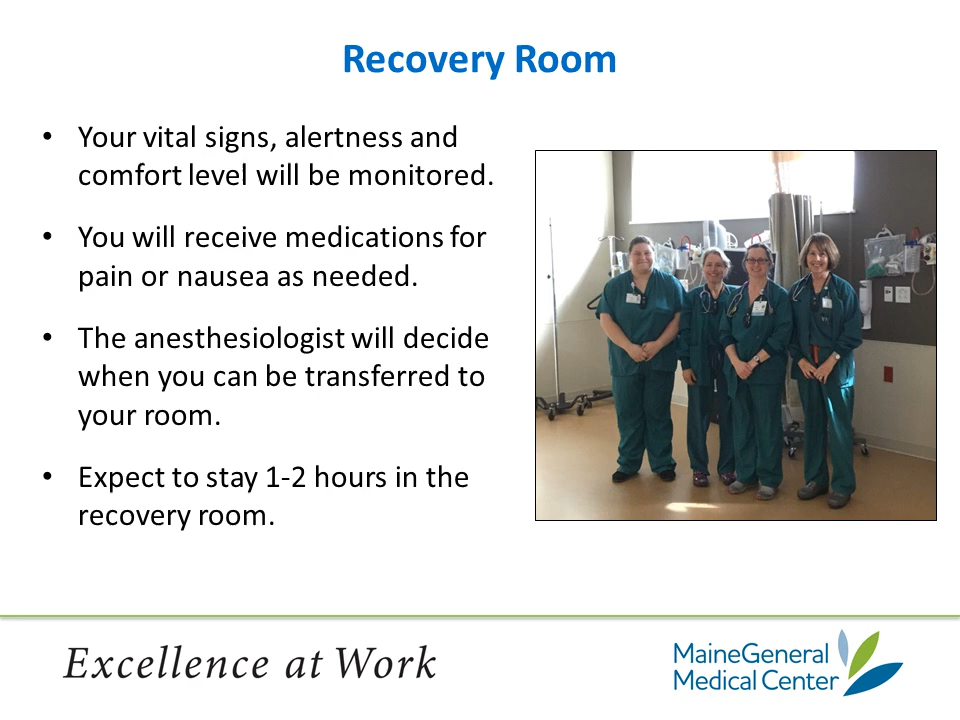 Recovery Room
• Your vital signs, alertness and
comfort level will be monitored.
• You will receive medications for
pain or nausea as needed.
• The anesthesiologist will decide
when you can be transferred to
your room.
• Expect to stay 1-2 hours in the
recovery room.
Excellence at Work
MaineGeneral
Medical Center